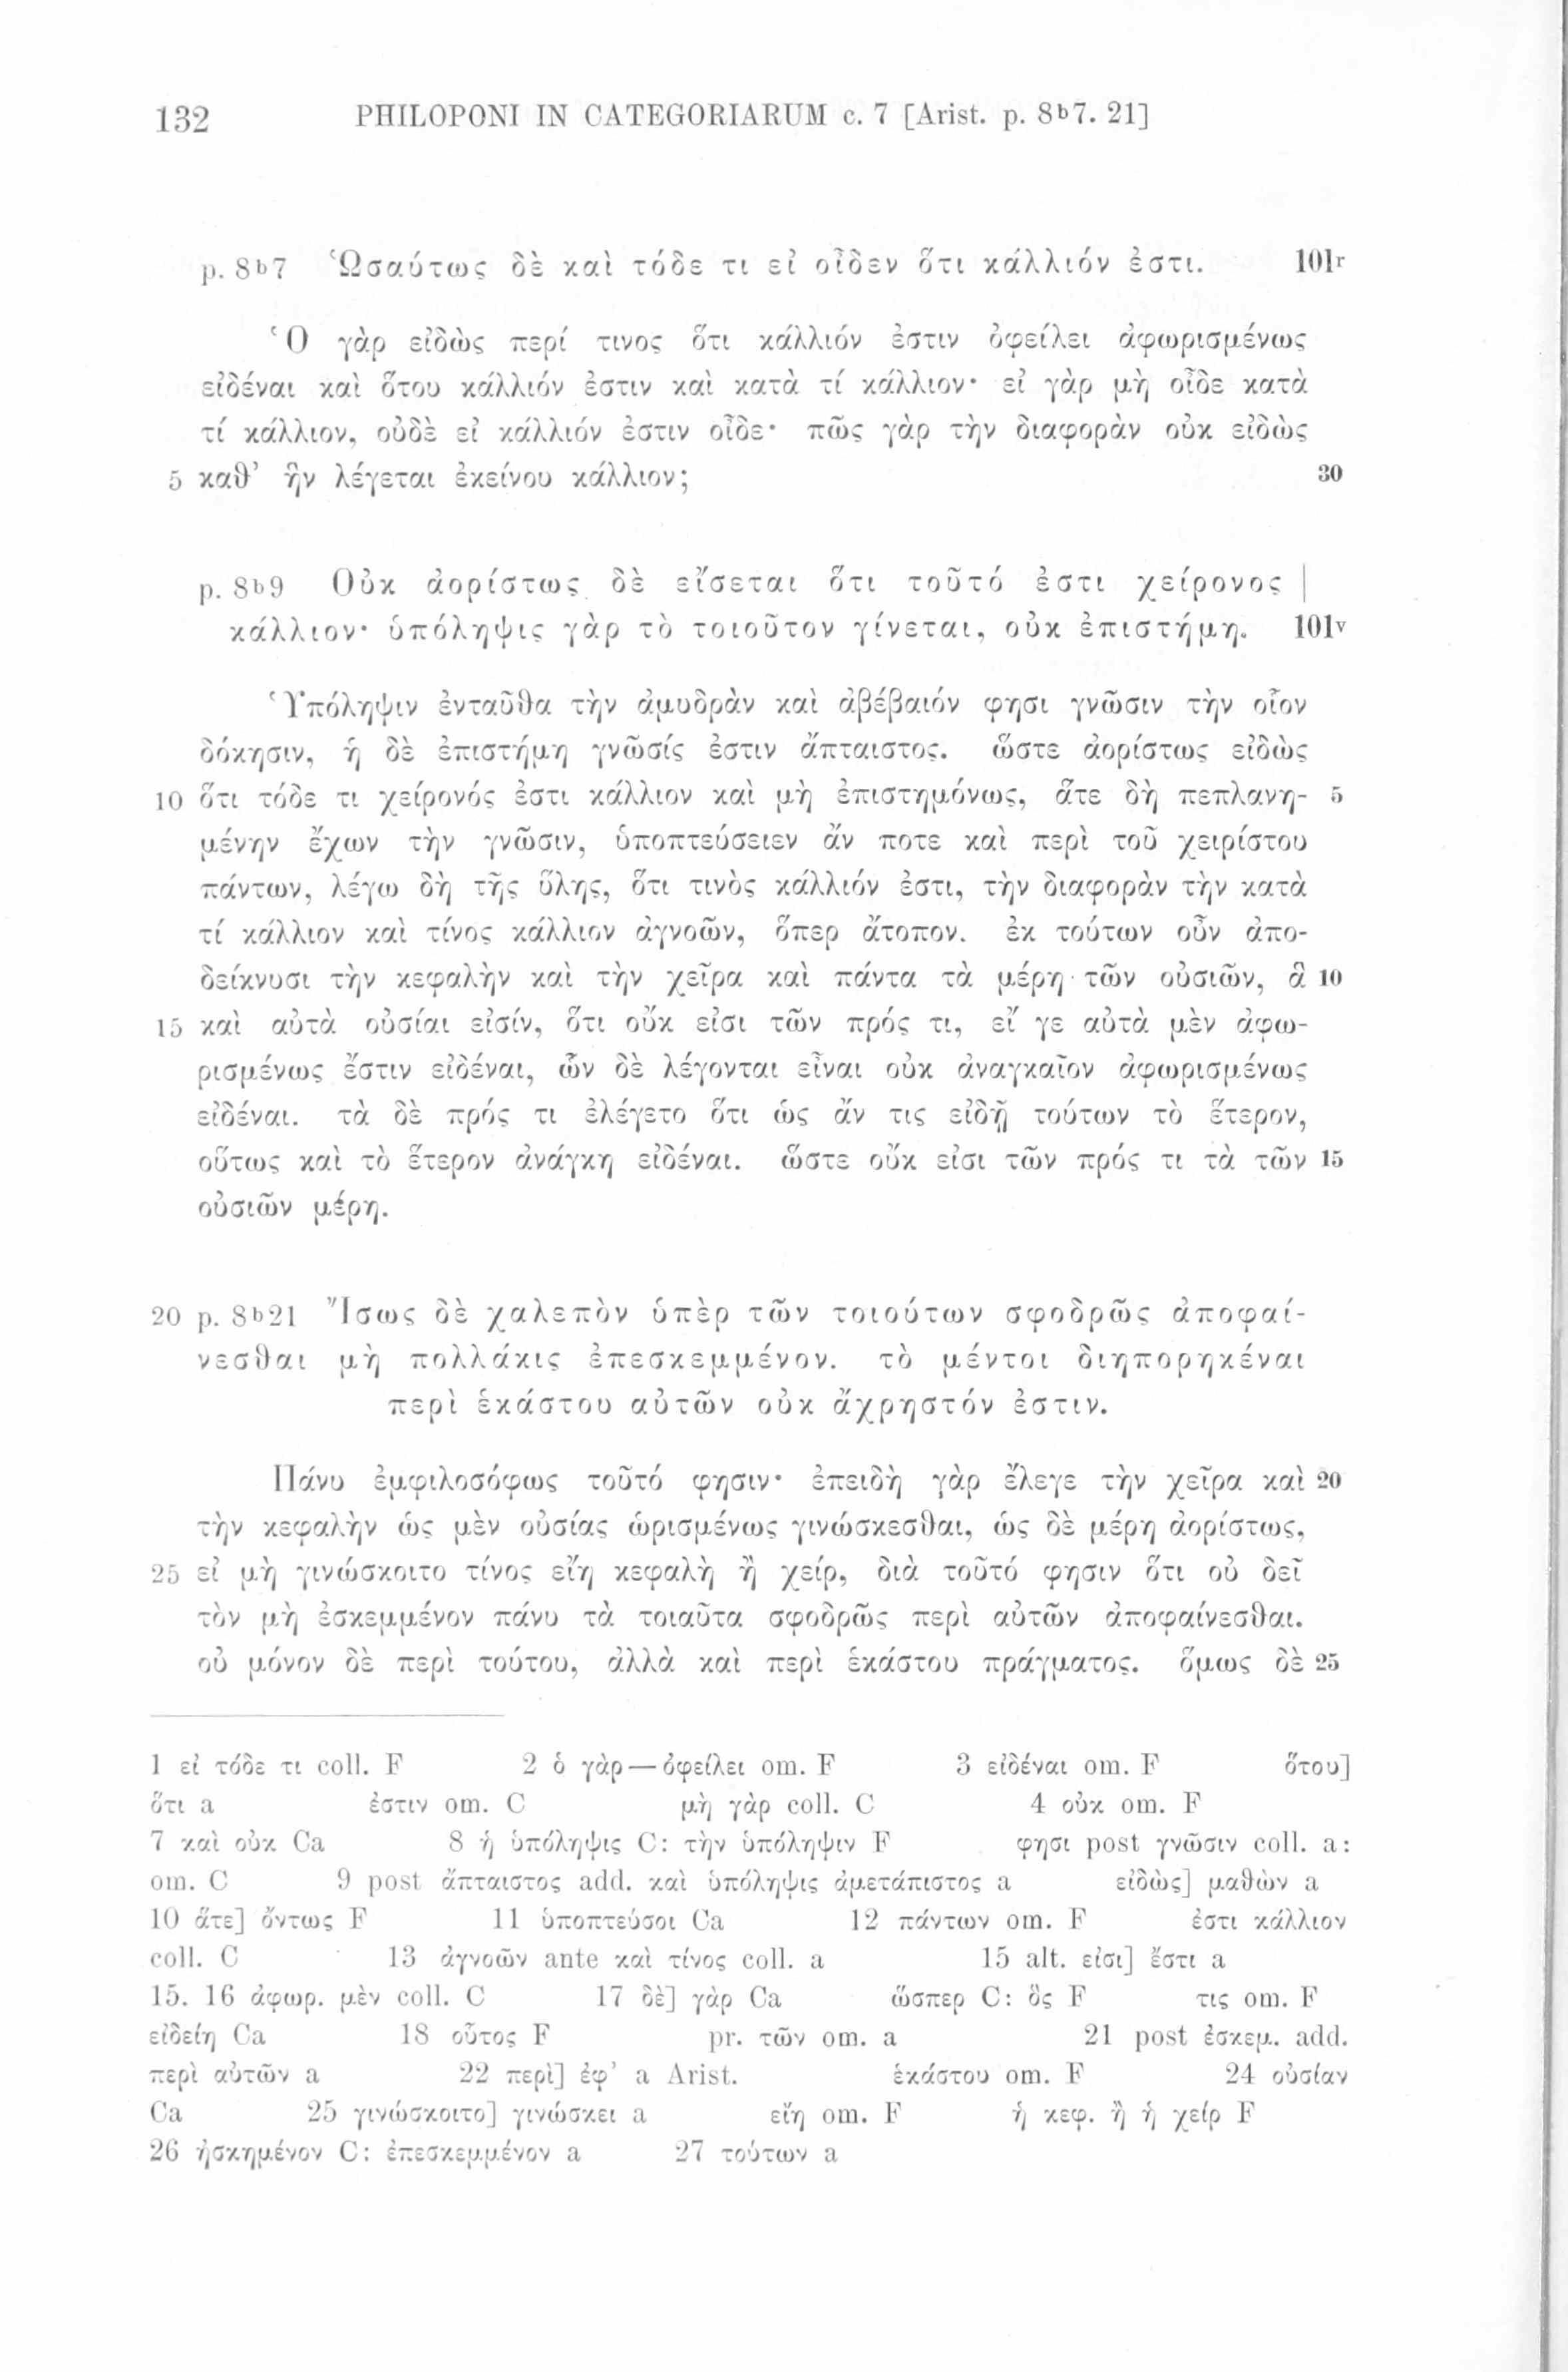 132 PHILOPONI IN CATEGORIARUM c. 7 [Arist. p. 8b7. 21]
p. 8b7 Ὡσαύτως δὲ καὶ τόδε τι εἰ οἶδεν ὅτι κάλλιόν ἐστι. 101r
Ὁ γὰρ εἰδὼς περί τινος ὅτι κάλλιόν ἐστιν ὀφείλει ἀφωρισμένως
εἰδέναι καὶ ὅτου κάλλιόν ἐστιν καὶ κατὰ τί κάλλιον· εἰ γὰρ μὴ οἶδε κατὰ
τί κάλλιον, οὐδὲ εἰ κάλλιόν ἐστιν οἶδε· πῶς γὰρ τὴν διαφορὰν οὐκ εἰδὼς
5 καθ’ ἣν λέγεται ἐκείνου κάλλιον; 30
p. 8b9 Οὐκ ἀορίστως δὲ εἴσεται ὅτι τοῦτό ἐστι χείρονος |
κάλλιον· ὑπόληψις γὰρ τὸ τοιοῦτον γίνεται, οὐκ ἐπιστήμη. 101v
Ὑπόληψιν ἐνταῦθα τὴν ἀμυδρὰν καὶ ἀβέβαιόν φησι γνῶσιν τὴν οἷον
δόκησιν, ἡ δὲ ἐπιστήμη γνῶσίς ἐστιν ἄπταιστος. ὥστε ἀορίστως εἰδὼς
10 ὅτι τόδε τι χείρονός ἐστι κάλλιον καὶ μὴ ἐπιστημόνως, ἅτε δὴ πεπλανη- 5
μένην ἔχων τὴν γνῶσιν, ὑποπτεύσειεν ἄν ποτε καὶ περὶ τοῦ χειρίστου
πάντων, λέγω δὴ τῆς ὕλης, ὅτι τινὸς κάλλιόν ἐστι, τὴν διαφορὰν τὴν κατὰ
τί κάλλιον καὶ τίνος κάλλιον ἀγνοῶν, ὅπερ ἄτοπον. ἐκ τούτων οὖν ἀπο-
δείκνυσι τὴν κεφαλὴν καὶ τὴν χεῖρα καὶ πάντα τὰ μέρη τῶν οὐσιῶν, ἃ 10
15 καὶ αὐτὰ οὐσίαι εἰσίν, ὅτι οὔκ εἰσι τῶν πρός τι, εἴ γε αὐτὰ μὲν ἀφω-
ρισμένως ἔστιν εἰδέναι, ὧν δὲ λέγονται εἶναι οὐκ ἀναγκαῖον ἀφωρισμένως
εἰδέναι. τὰ δὲ πρός τι ἐλέγετο ὅτι ὡς ἄν τις εἰδῇ τούτων τὸ ἕτερον,
οὕτως καὶ τὸ ἕτερον ἀνάγκη εἰδέναι. ὥστε οὔκ εἰσι τῶν πρός τι τὰ τῶν 15
οὐσιῶν μέρη.
20 p. 8b21 Ἴσως δὲ χαλεπὸν ὑπὲρ τῶν τοιούτων σφοδρῶς ἀποφαί-
νεσθαι μὴ πολλάκις ἐπεσκεμμένον. τὸ μέντοι διηπορηκέναι
περὶ ἑκάστου αὐτῶν οὐκ ἄχρηστόν ἐστιν.
Πάνυ ἐμφιλοσόφως τοῦτό φησιν· ἐπειδὴ γὰρ ἔλεγε τὴν χεῖρα καὶ 20
τὴν κεφαλὴν ὡς μὲν οὐσίας ὡρισμένως γινώσκεσθαι, ὡς δὲ μέρη ἀορίστως,
25 εἰ μὴ γινώσκοιτο τίνος εἴη κεφαλὴ ἢ χείρ, διὰ τοῦτό φησιν ὅτι οὐ δεῖ
τὸν μὴ ἐσκεμμένον πάνυ τὰ τοιαῦτα σφοδρῶς περὶ αὐτῶν ἀποφαίνεσθαι.
οὐ μόνον δὲ περὶ τούτου, ἀλλὰ καὶ περὶ ἑκάστου πράγματος. ὅμως δὲ 25
1 εἰ τόδε τι coll. F 2 ὁ γὰρ — ὀφείλει om. F 3 εἰδέναι om. F ὅτου]
ὅτι a ἐστιν om. C μὴ γὰρ coll. C 4 οὐκ om. F
7 καὶ οὐκ Ca 8 ἡ ὑπόληψις C: τὴν ὑπόληψιν F φησι post γνῶσιν coll. a:
om. C 9 post ἄπταιστος add. καὶ ὑπόληψις ἀμετάπιστος a εἰδὼς] μαθὼν a
10 ἅτε] ὄντως F 11 ὑποπτεύσοι Ca 12 πάντων om. F ἐστι κάλλιον
coll. C 13 ἀγνοῶν ante καὶ τίνος coll. a 15 alt. εἰσι] ἔστι a
15. 16 ἀφωρ. μὲν coll. C 17 δὲ] γὰρ Ca ὥσπερ C: ὃς F τις om. F
εἰδείη Ca 18 οὗτος F pr. τῶν om. a 21 post ἐσκεμ. add.
περὶ αὐτῶν a 22 περὶ] ἐφ’ a Arist. ἑκάστου om. F 24 οὐσίαν
Ca 25 γινώσκοιτο] γινώσκει a εἴη om. F ἡ κεφ. ἢ ἡ χείρ F
26 ἠσκημένον C: ἐπεσκεμμένον a 27 τούτων a